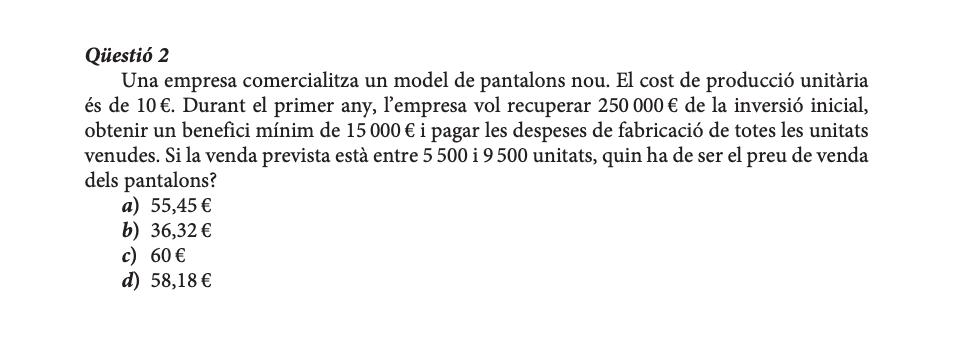 Qüestió 2
Una empresa comercialitza un model de pantalons nou. El cost de producció unitària
és de 10 €. Durant el primer any, l’empresa vol recuperar 250 000 € de la inversió inicial,
obtenir un benefici mínim de 15 000 € i pagar les despeses de fabricació de totes les unitats
venudes. Si la venda prevista està entre 5 500 i 9 500 unitats, quin ha de ser el preu de venda
dels pantalons?
a) 55,45 €
b) 36,32 €
c) 60 €
d) 58,18 €